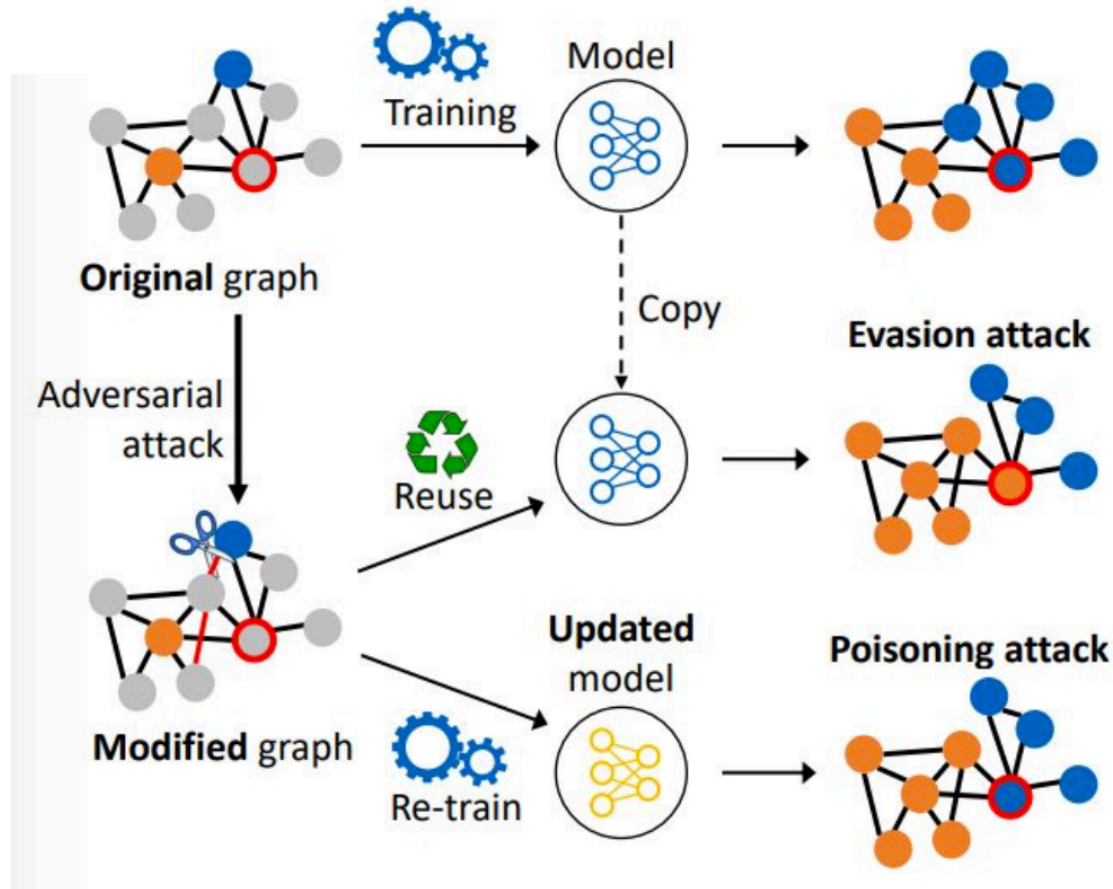 Training
Model
Original graph
Copy
Evasion attack
Adversarial
attack
Reuse
Updated
model
Poisoning attack
Modified graph
Re-train